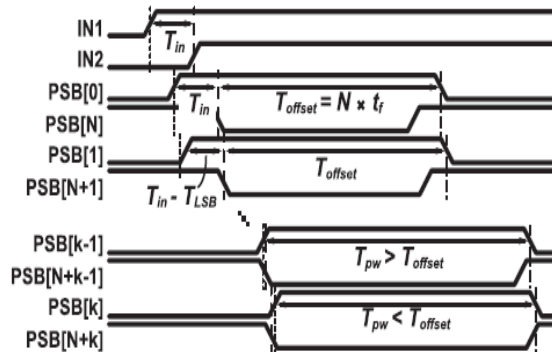 IN1
T_in
IN2
PSB[0]
T_in
T_offset = N × t_f
PSB[N]
PSB[1]
T_offset
PSB[N+1]
T_in - T_LSB
PSB[k-1]
T_pw > T_offset
PSB[N+k-1]
PSB[k]
T_pw < T_offset
PSB[N+k]